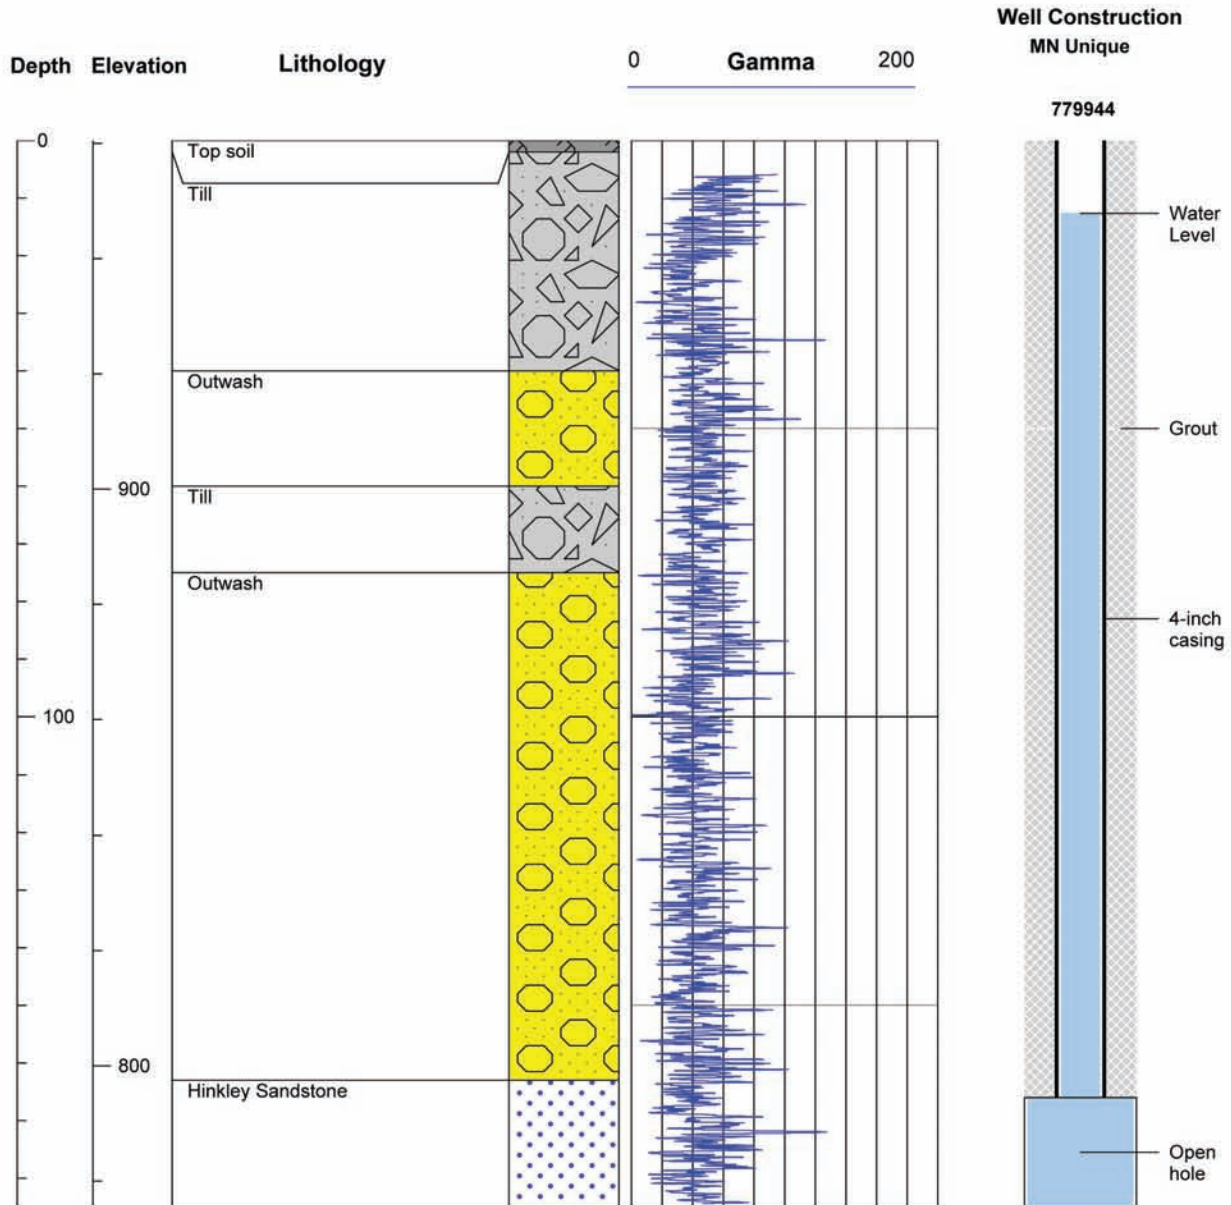 Well Construction
MN Unique
Depth Elevation Lithology 0 Gamma 200
779944
0
Top soil
Till
Water
Level
Outwash
Grout
900
Till
Outwash
4-inch
casing
100
800
Hinkley Sandstone
Open
hole